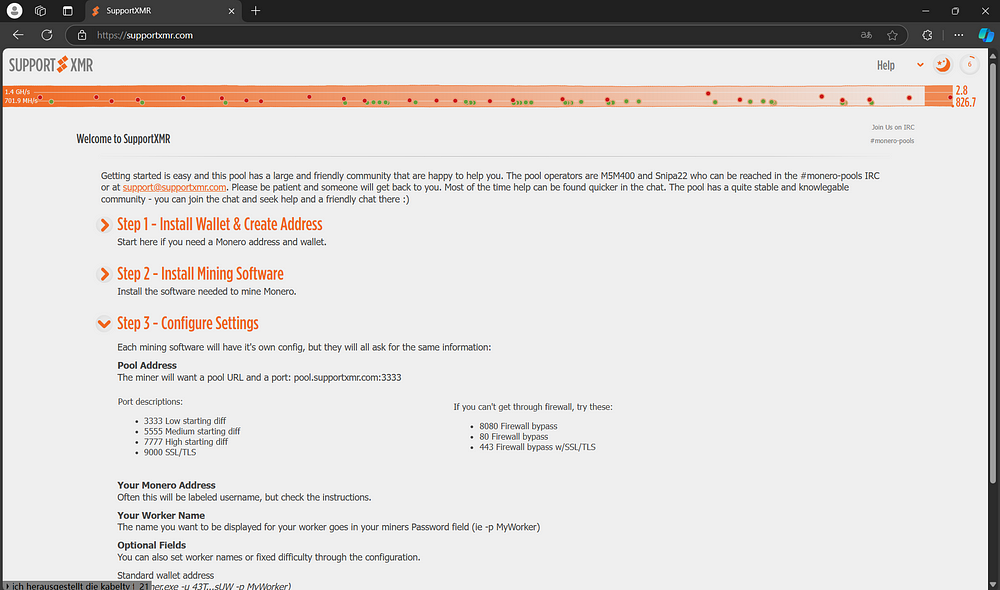 SupportXMR
https://supportxmr.com
SUPPORT XMR
Help
6
1.4 GH/s
701.9 MH/s
2.8
826.7
Welcome to SupportXMR
Join Us on IRC
#monero-pools
Getting started is easy and this pool has a large and friendly community that are happy to help you. The pool operators are M5M400 and Snipa22 who can be reached in the #monero-pools IRC
or at support@supportxmr.com. Please be patient and someone will get back to you. Most of the time help can be found quicker in the chat. The pool has a quite stable and knowlegable
community - you can join the chat and seek help and a friendly chat there :)
Step 1 - Install Wallet & Create Address
Start here if you need a Monero address and wallet.
Step 2 - Install Mining Software
Install the software needed to mine Monero.
Step 3 - Configure Settings
Each mining software will have it's own config, but they will all ask for the same information:
Pool Address
The miner will want a pool URL and a port: pool.supportxmr.com:3333
Port descriptions:
• 3333 Low starting diff
• 5555 Medium starting diff
• 7777 High starting diff
• 9000 SSL/TLS
If you can't get through firewall, try these:
• 8080 Firewall bypass
• 80 Firewall bypass
• 443 Firewall bypass w/SSL/TLS
Your Monero Address
Often this will be labeled username, but check the instructions.
Your Worker Name
The name you want to be displayed for your worker goes in your miners Password field (ie -p MyWorker)
Optional Fields
You can also set worker names or fixed difficulty through the configuration.
Standard wallet address
ich herausgestellt die kabeltv 21
ner.exe -u 43T...sUW -p MyWorker)